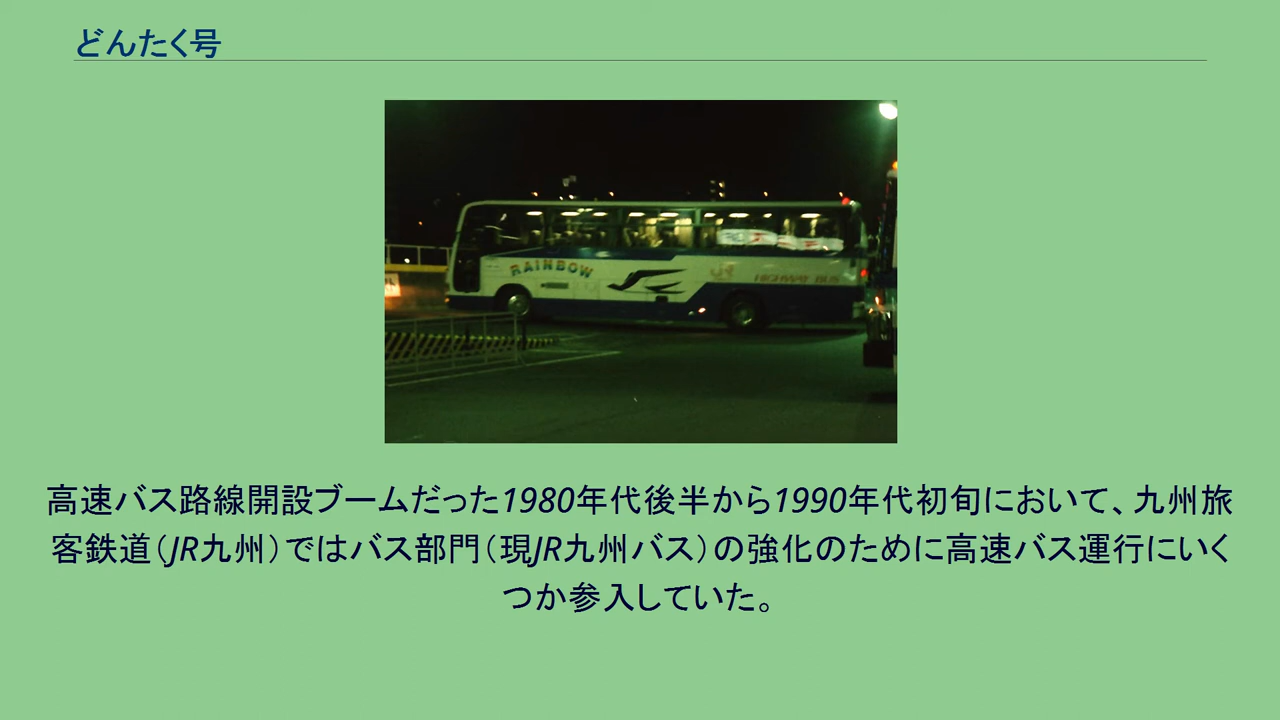 どんたく号
RAINBOW
JR
HIGHWAY BUS
高速バス路線開設ブームだった1980年代後半から1990年代初旬において、九州旅
客鉄道（JR九州）ではバス部門（現JR九州バス）の強化のために高速バス運行にいく
つか参入していた。